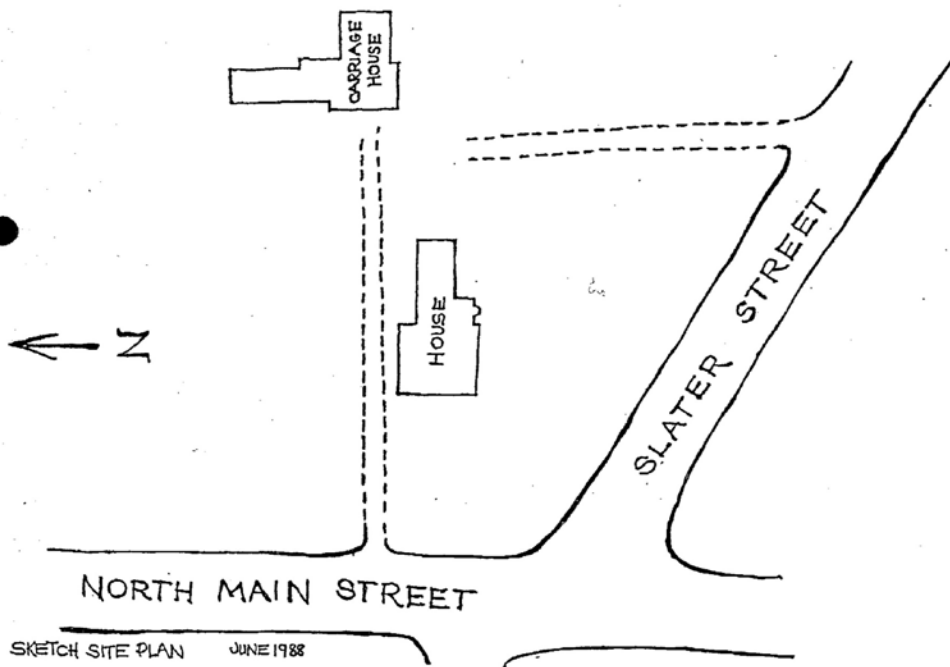 CARRIAGE
HOUSE
HOUSE
N
SLATER STREET
NORTH MAIN STREET
SKETCH SITE PLAN JUNE 1988